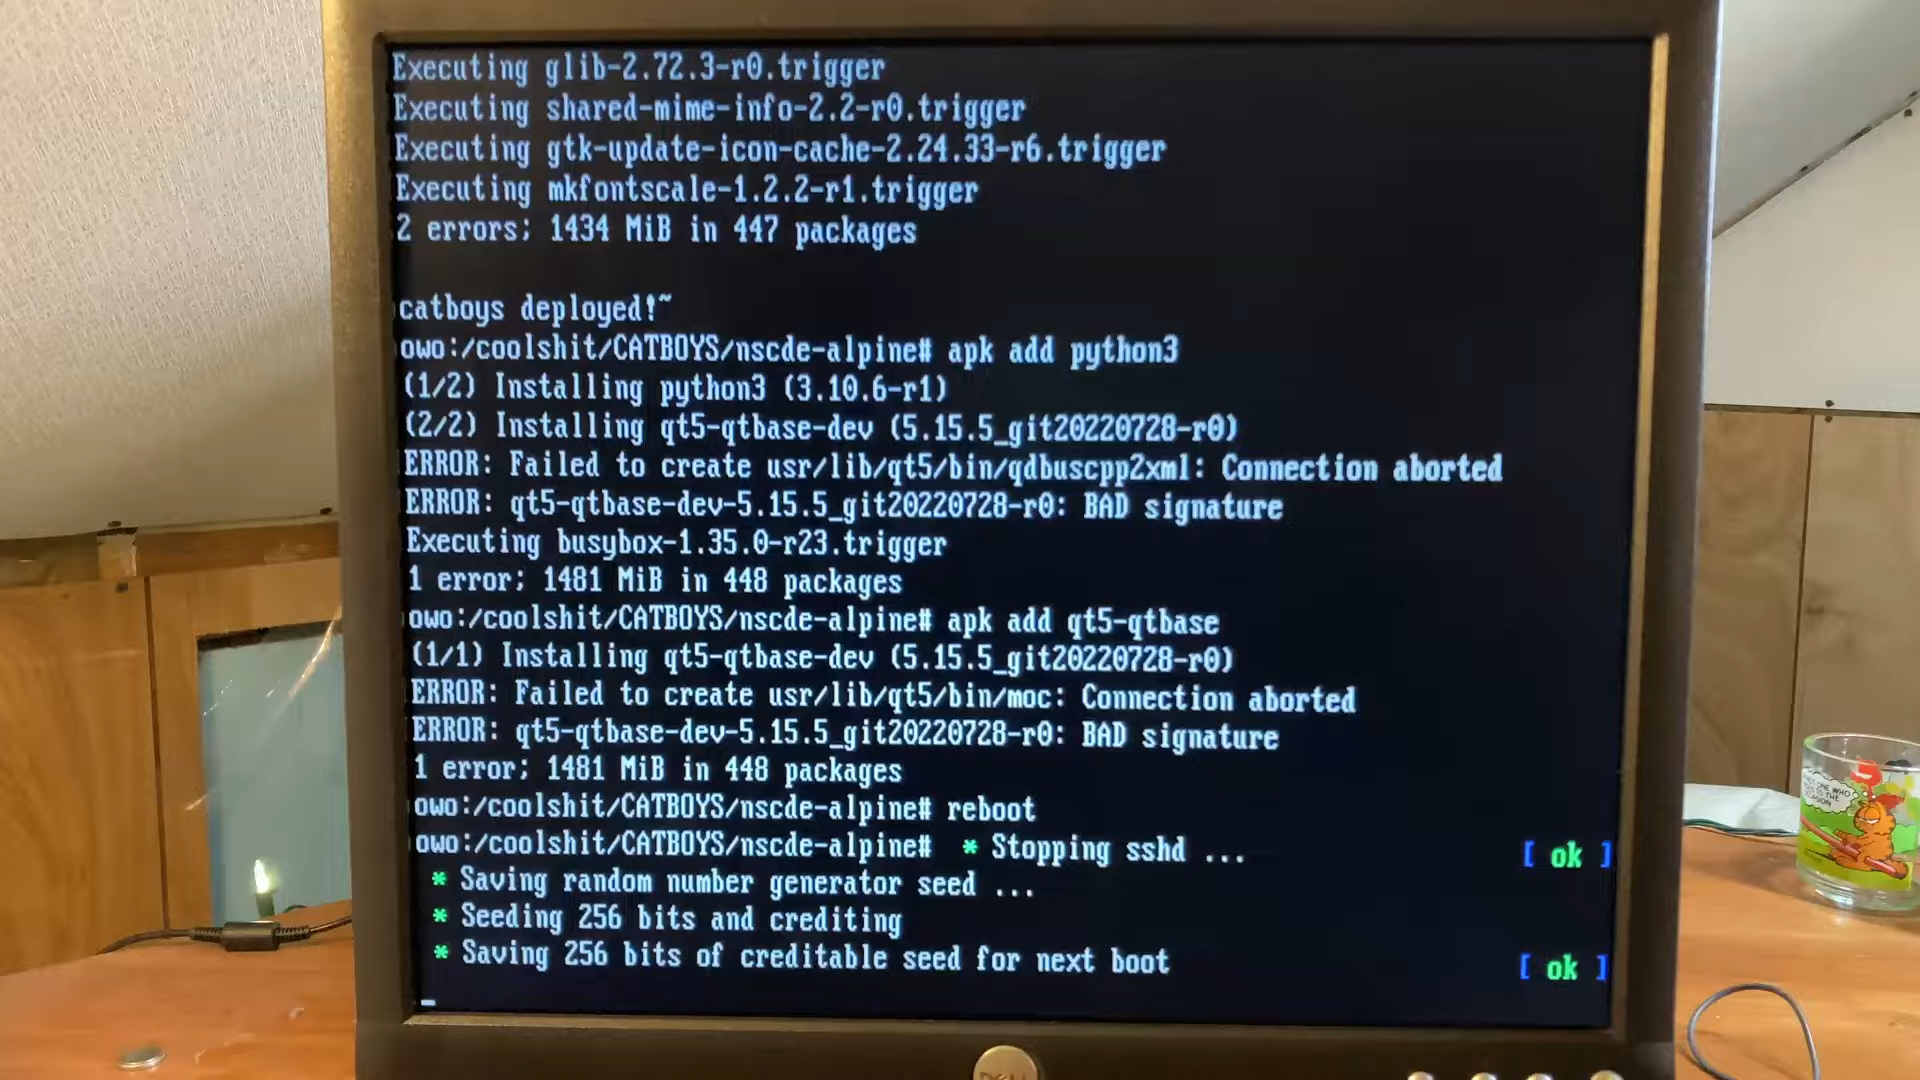 Executing glib-2.72.3-r0.trigger
Executing shared-mime-info-2.2-r0.trigger
Executing gtk-update-icon-cache-2.24.33-r6.trigger
Executing mkfontscale-1.2.2-r1.trigger
2 errors; 1434 MiB in 447 packages
catboys deployed!~
owo:/coolshit/CATBOYS/nscde-alpine# apk add python3
(1/2) Installing python3 (3.10.6-r1)
(2/2) Installing qt5-qtbase-dev (5.15.5_git20220728-r0)
ERROR: Failed to create usr/lib/qt5/bin/qdbuscpp2xml: Connection aborted
ERROR: qt5-qtbase-dev-5.15.5_git20220728-r0: BAD signature
Executing busybox-1.35.0-r23.trigger
1 error; 1481 MiB in 448 packages
owo:/coolshit/CATBOYS/nscde-alpine# apk add qt5-qtbase
(1/1) Installing qt5-qtbase-dev (5.15.5_git20220728-r0)
ERROR: Failed to create usr/lib/qt5/bin/moc: Connection aborted
ERROR: qt5-qtbase-dev-5.15.5_git20220728-r0: BAD signature
1 error; 1481 MiB in 448 packages
owo:/coolshit/CATBOYS/nscde-alpine# reboot
owo:/coolshit/CATBOYS/nscde-alpine#  * Stopping sshd ... [ ok ]
* Saving random number generator seed ...
* Seeding 256 bits and crediting
* Saving 256 bits of creditable seed for next boot [ ok ]
DELL